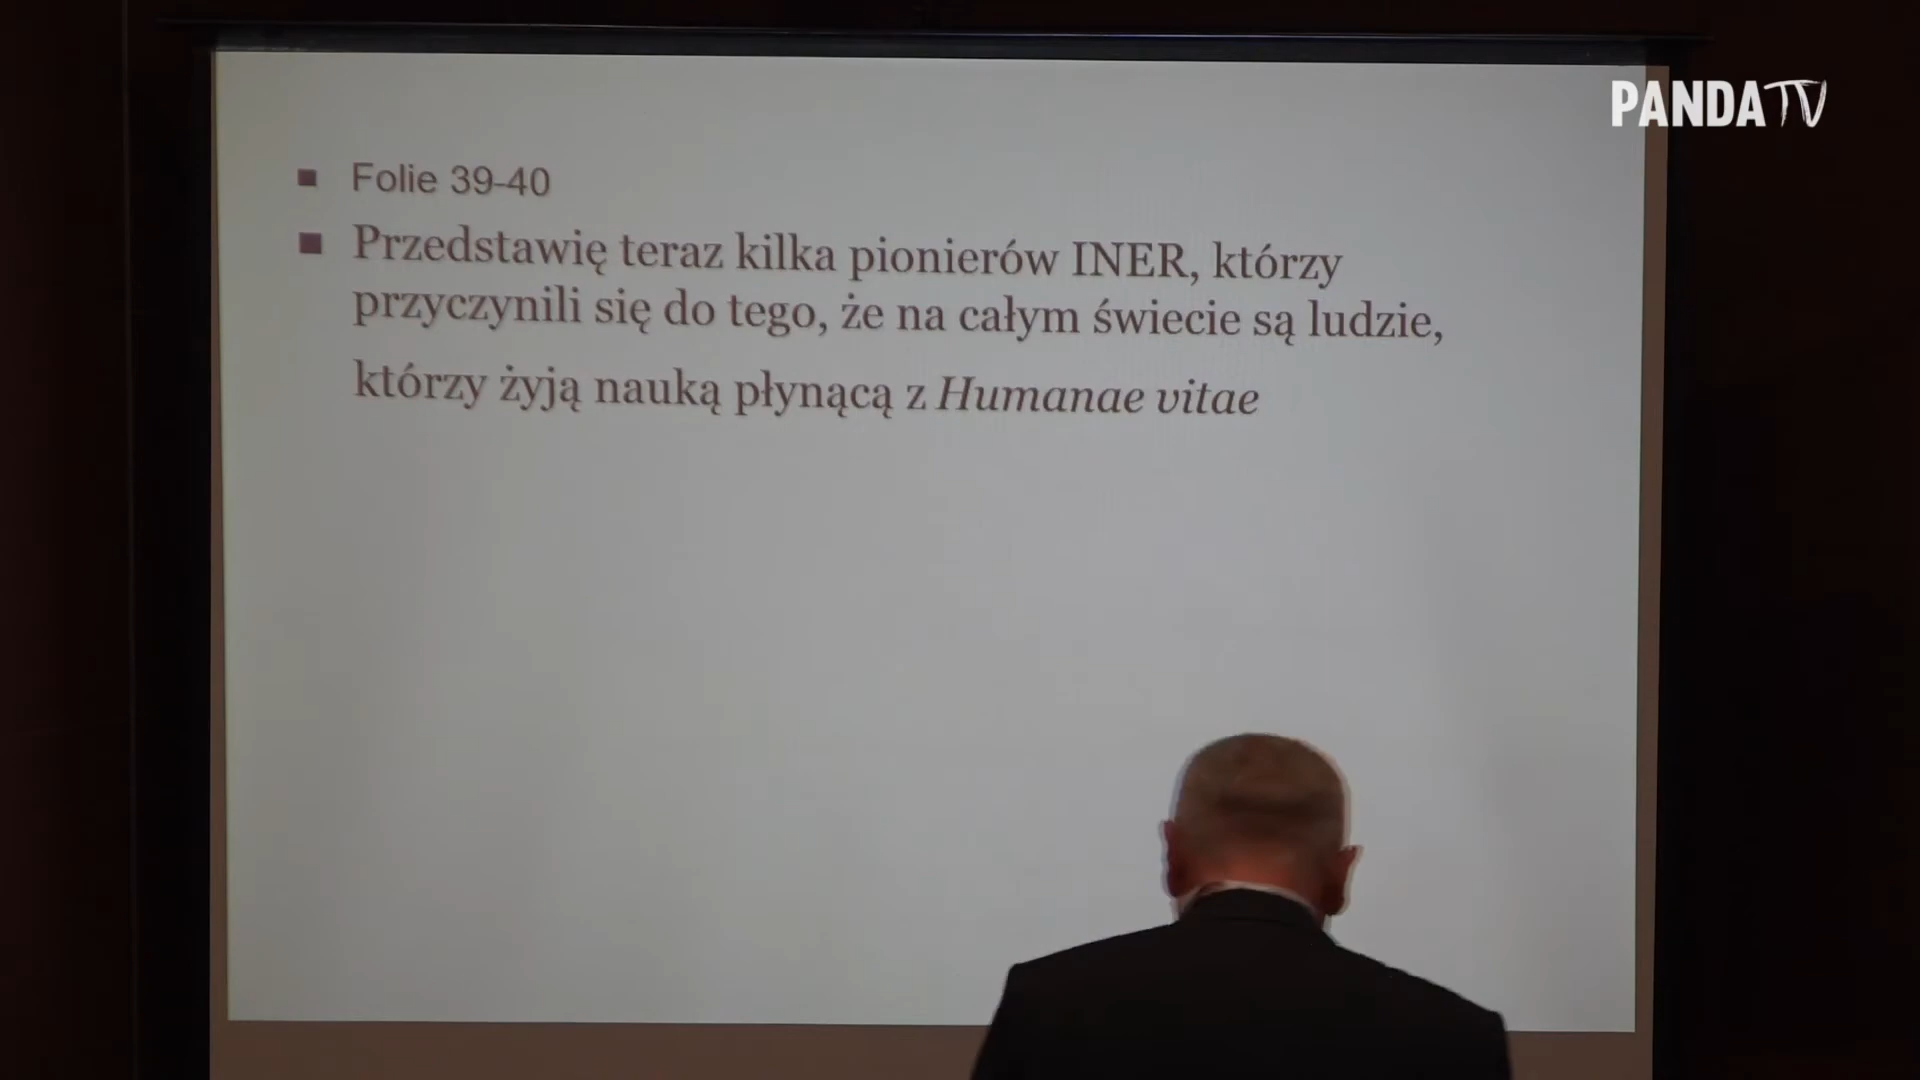 PANDA TV
Folie 39-40
Przedstawię teraz kilka pionierów INER, którzy
przyczynili się do tego, że na całym świecie są ludzie,
którzy żyją nauką płynącą z Humanae vitae